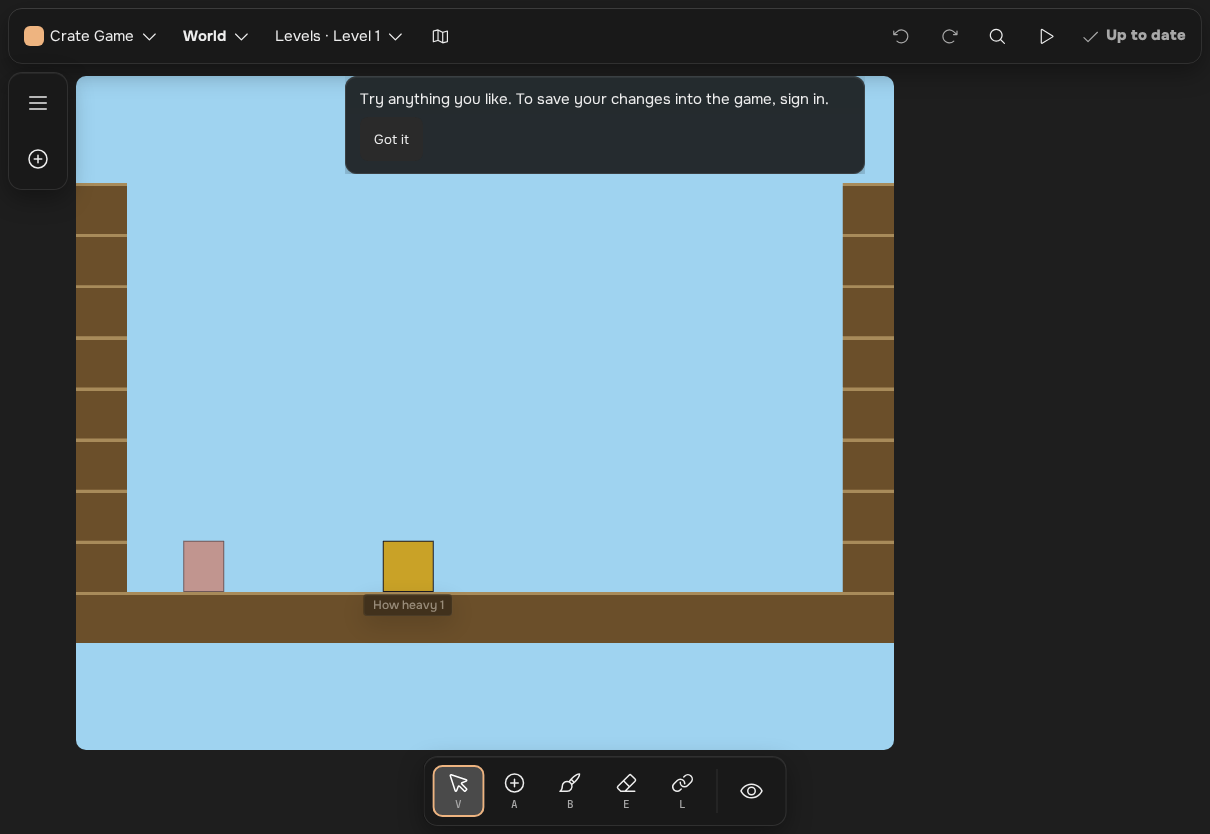 Crate Game
World
Levels · Level 1
Up to date
Try anything you like. To save your changes into the game, sign in.
Got it
How heavy 1
V
A
B
E
L